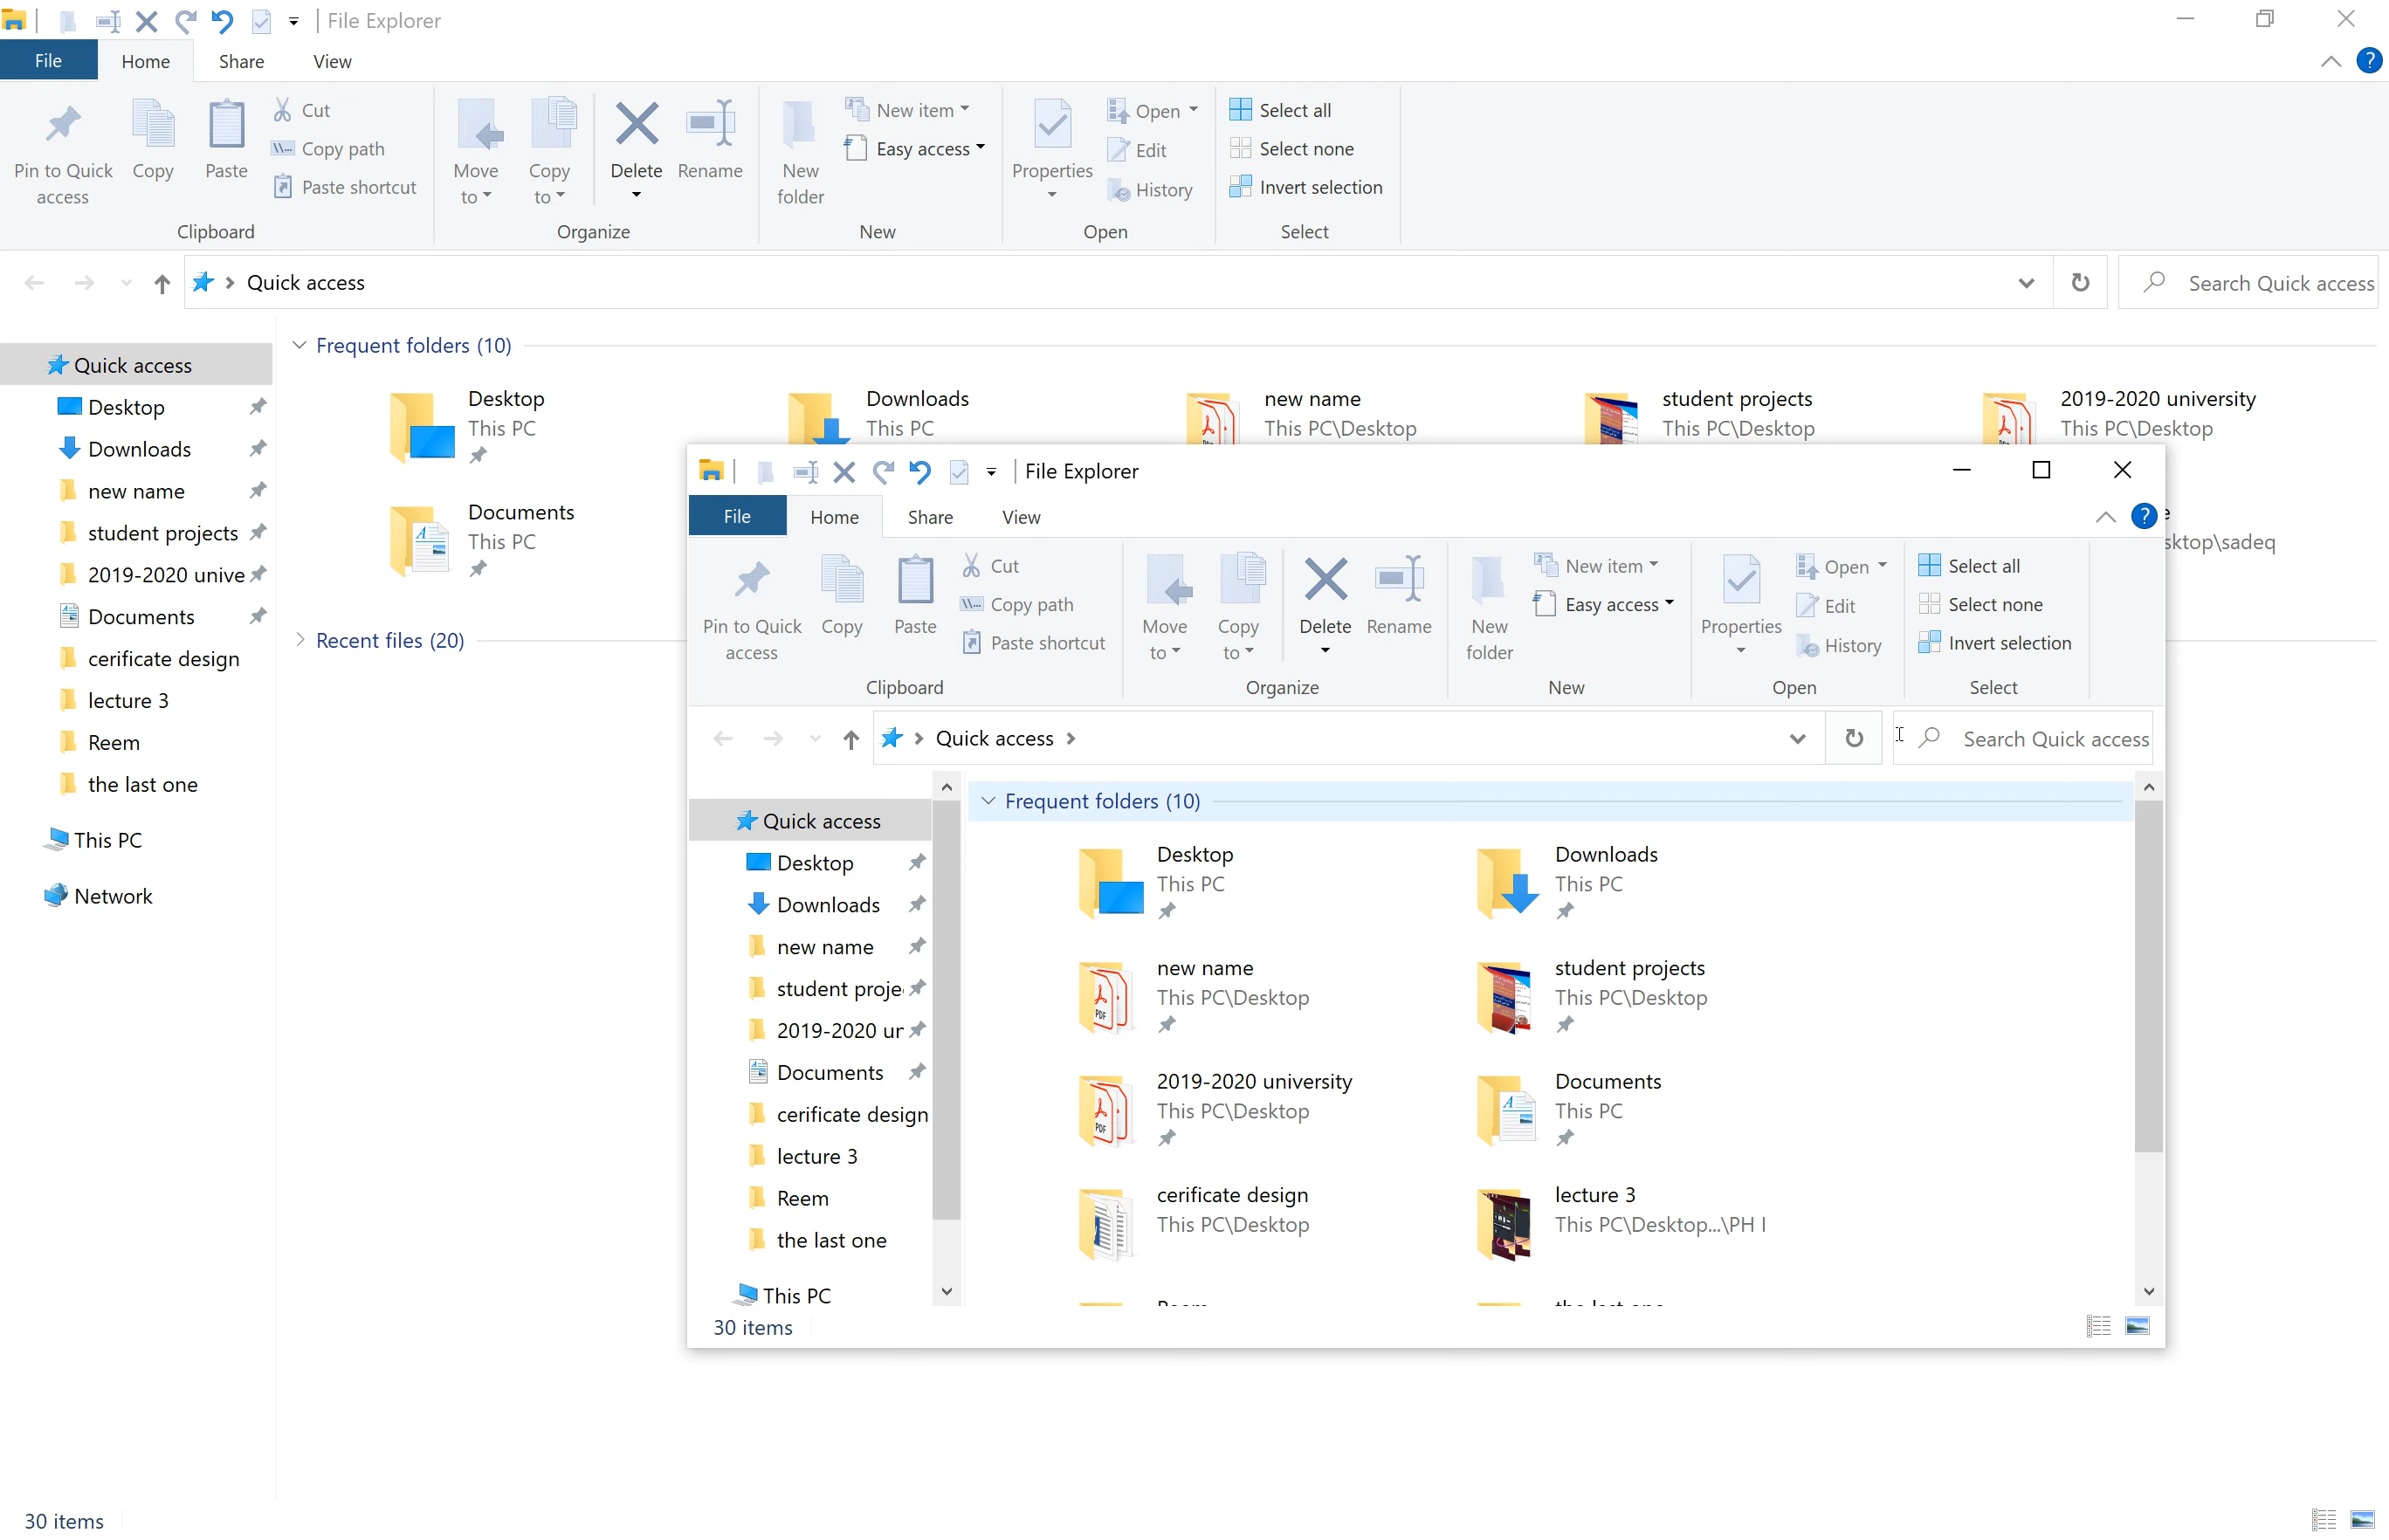 File Explorer
File Home Share View
Pin to Quick access
Copy
Paste
Cut
Copy path
Paste shortcut
Clipboard
Move to
Copy to
Delete
Rename
Organize
New folder
New item
Easy access
New
Properties
Open
Edit
History
Open
Select all
Select none
Invert selection
Select
Quick access
Search Quick access
Quick access
Desktop
Downloads
new name
student projects
2019-2020 unive
Documents
cerificate design
lecture 3
Reem
the last one
This PC
Network
Frequent folders (10)
Desktop
This PC
Downloads
This PC
new name
This PC\Desktop
student projects
This PC\Desktop
2019-2020 university
This PC\Desktop
Documents
This PC
sktop\sadeq
Recent files (20)
30 items
File Explorer
File Home Share View
Pin to Quick access
Copy
Paste
Cut
Copy path
Paste shortcut
Clipboard
Move to
Copy to
Delete
Rename
Organize
New folder
New item
Easy access
New
Properties
Open
Edit
History
Open
Select all
Select none
Invert selection
Select
Quick access
Search Quick access
Quick access
Desktop
Downloads
new name
student proje
2019-2020 ur
Documents
cerificate design
lecture 3
Reem
the last one
This PC
Frequent folders (10)
Desktop
This PC
Downloads
This PC
new name
This PC\Desktop
student projects
This PC\Desktop
2019-2020 university
This PC\Desktop
Documents
This PC
cerificate design
This PC\Desktop
lecture 3
This PC\Desktop...\PH I
30 items